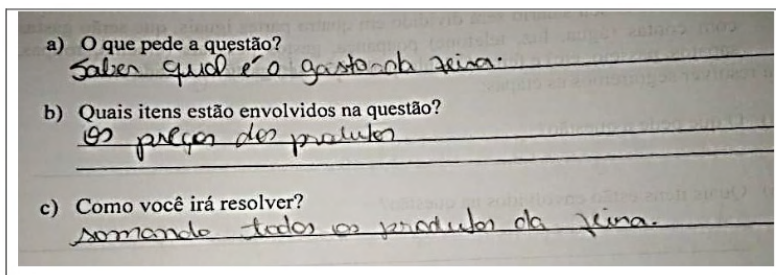 a) O que pede a questão?
Saber qual é o gasto na feira.
b) Quais itens estão envolvidos na questão?
Os preços dos produtos
c) Como você irá resolver?
somando todos os produtos da feira.